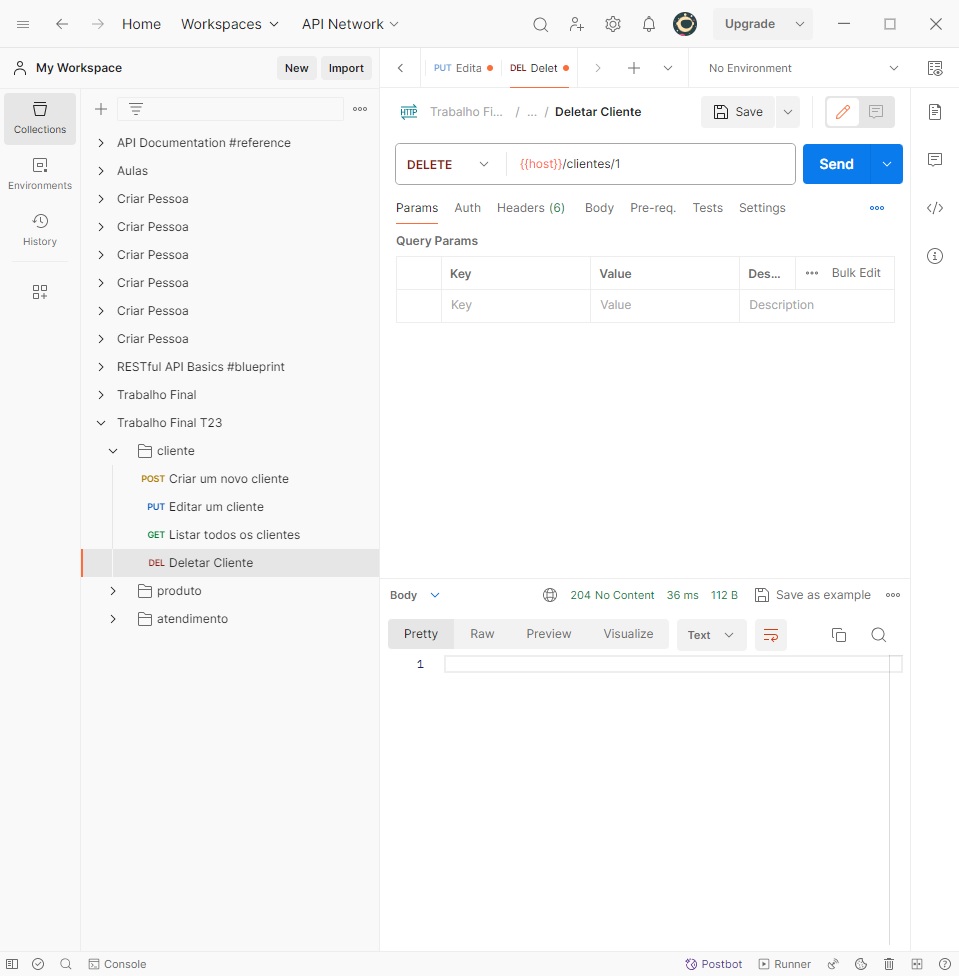 Home Workspaces API Network Upgrade
My Workspace New Import
PUT Edita DEL Delet No Environment
Collections
Environments
History
API Documentation #reference
Aulas
Criar Pessoa
Criar Pessoa
Criar Pessoa
Criar Pessoa
Criar Pessoa
Criar Pessoa
RESTful API Basics #blueprint
Trabalho Final
Trabalho Final T23
cliente
POST Criar um novo cliente
PUT Editar um cliente
GET Listar todos os clientes
DEL Deletar Cliente
produto
atendimento
HTTP Trabalho Fi... / ... / Deletar Cliente Save
DELETE {{host}}/clientes/1 Send
Params Auth Headers (6) Body Pre-req. Tests Settings
Query Params
Key Value Des... Bulk Edit
Key Value Description
Body 204 No Content 36 ms 112 B Save as example
Pretty Raw Preview Visualize Text
1
Console Postbot Runner